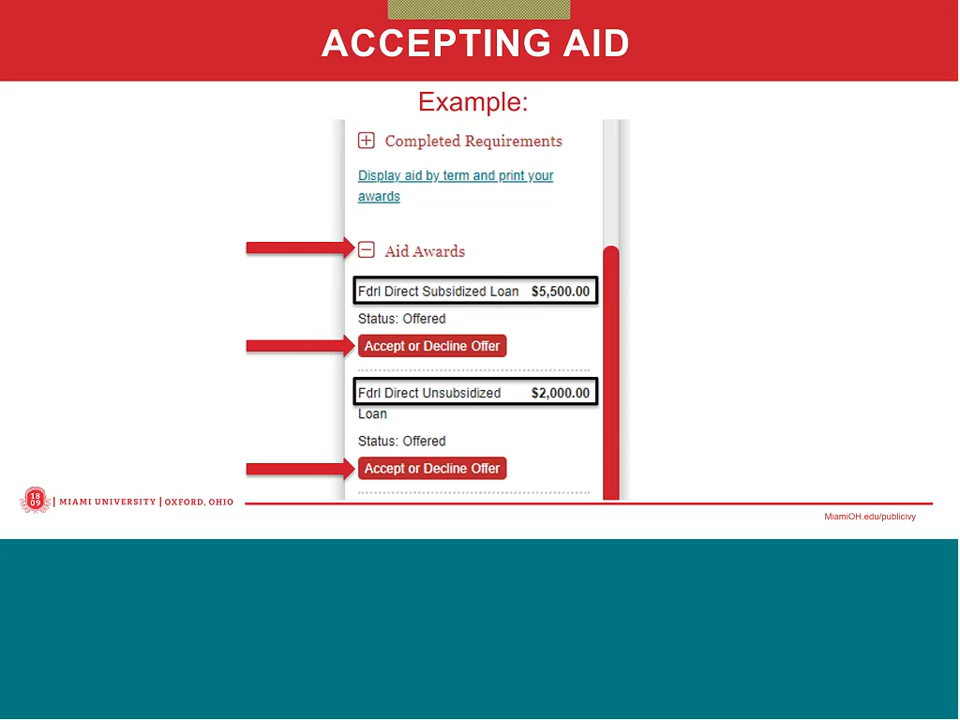 ACCEPTING AID
Example:
Completed Requirements
Display aid by term and print your
awards
Aid Awards
Fdrl Direct Subsidized Loan $5,500.00
Status: Offered
Accept or Decline Offer
Fdrl Direct Unsubsidized $2,000.00
Loan
Status: Offered
Accept or Decline Offer
18
09
MIAMI UNIVERSITY | OXFORD, OHIO
MiamiOH.edu/publicivy